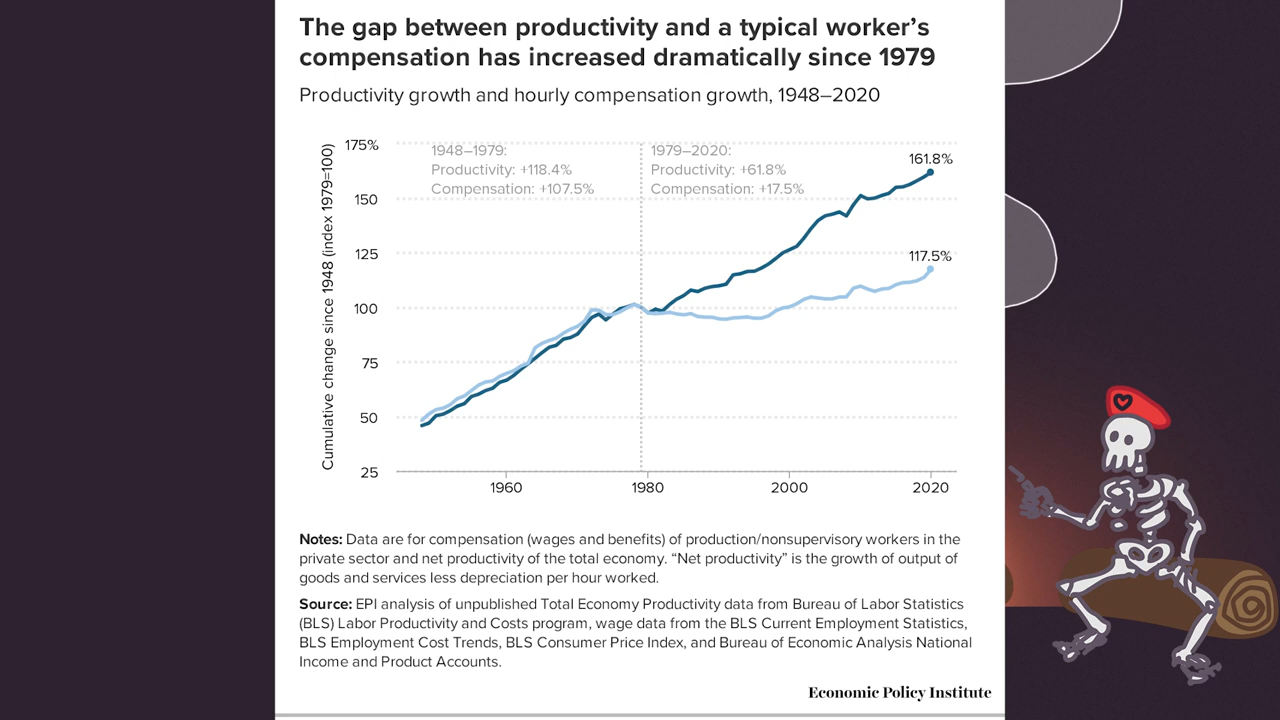 The gap between productivity and a typical worker’s
compensation has increased dramatically since 1979
Productivity growth and hourly compensation growth, 1948–2020
Cumulative change since 1948 (index 1979=100)
175%
150
125
100
75
50
25
1948–1979:
Productivity: +118.4%
Compensation: +107.5%
1979–2020:
Productivity: +61.8%
Compensation: +17.5%
161.8%
117.5%
1960
1980
2000
2020
Notes: Data are for compensation (wages and benefits) of production/nonsupervisory workers in the
private sector and net productivity of the total economy. “Net productivity” is the growth of output of
goods and services less depreciation per hour worked.
Source: EPI analysis of unpublished Total Economy Productivity data from Bureau of Labor Statistics
(BLS) Labor Productivity and Costs program, wage data from the BLS Current Employment Statistics,
BLS Employment Cost Trends, BLS Consumer Price Index, and Bureau of Economic Analysis National
Income and Product Accounts.
Economic Policy Institute